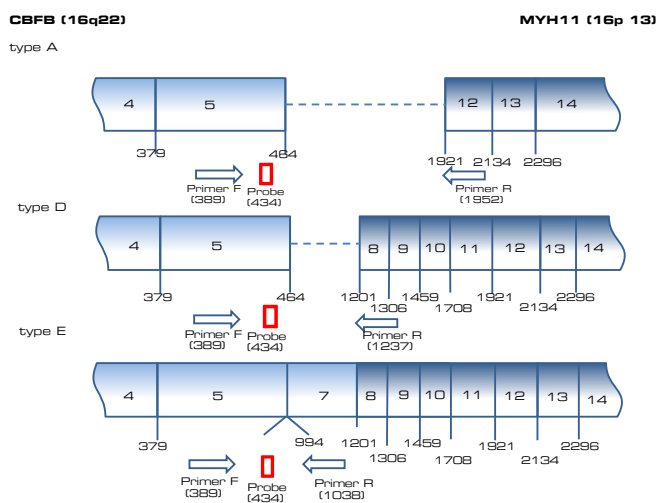 CBFB (16q22) MYH11 (16p 13)
type A
4 5 12 13 14
379 464 1921 2134 2296
Primer F Probe Primer R
(389) (434) (1952)
type D
4 5 8 9 10 11 12 13 14
379 464 1201 1306 1459 1708 1921 2134 2296
Primer F Probe Primer R
(389) (434) (1237)
type E
4 5 7 8 9 10 11 12 13 14
379 994 1201 1306 1459 1708 1921 2134 2296
Primer F Probe Primer R
(389) (434) (1038)